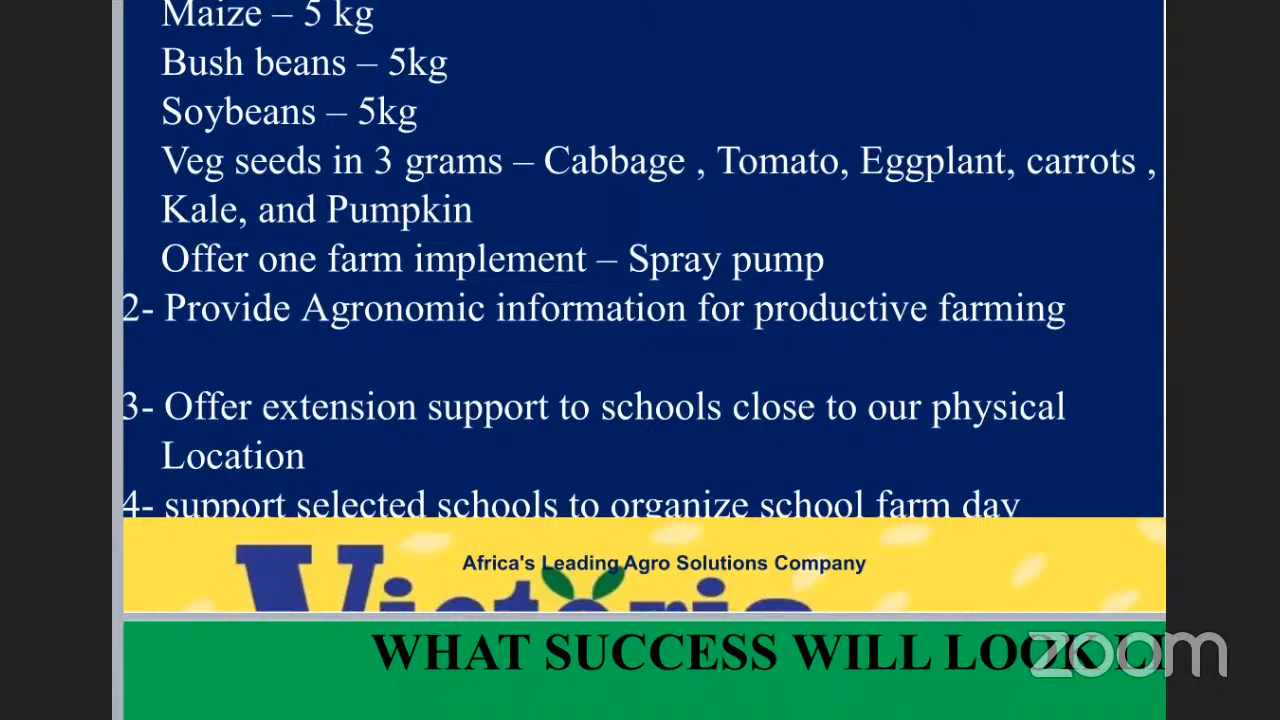 Maize – 5 kg
Bush beans – 5kg
Soybeans – 5kg
Veg seeds in 3 grams – Cabbage , Tomato, Eggplant, carrots ,
Kale, and Pumpkin
Offer one farm implement – Spray pump
2- Provide Agronomic information for productive farming
3- Offer extension support to schools close to our physical
Location
4- support selected schools to organize school farm day
Africa's Leading Agro Solutions Company
Victoria
WHAT SUCCESS WILL LOOK LI
zoom